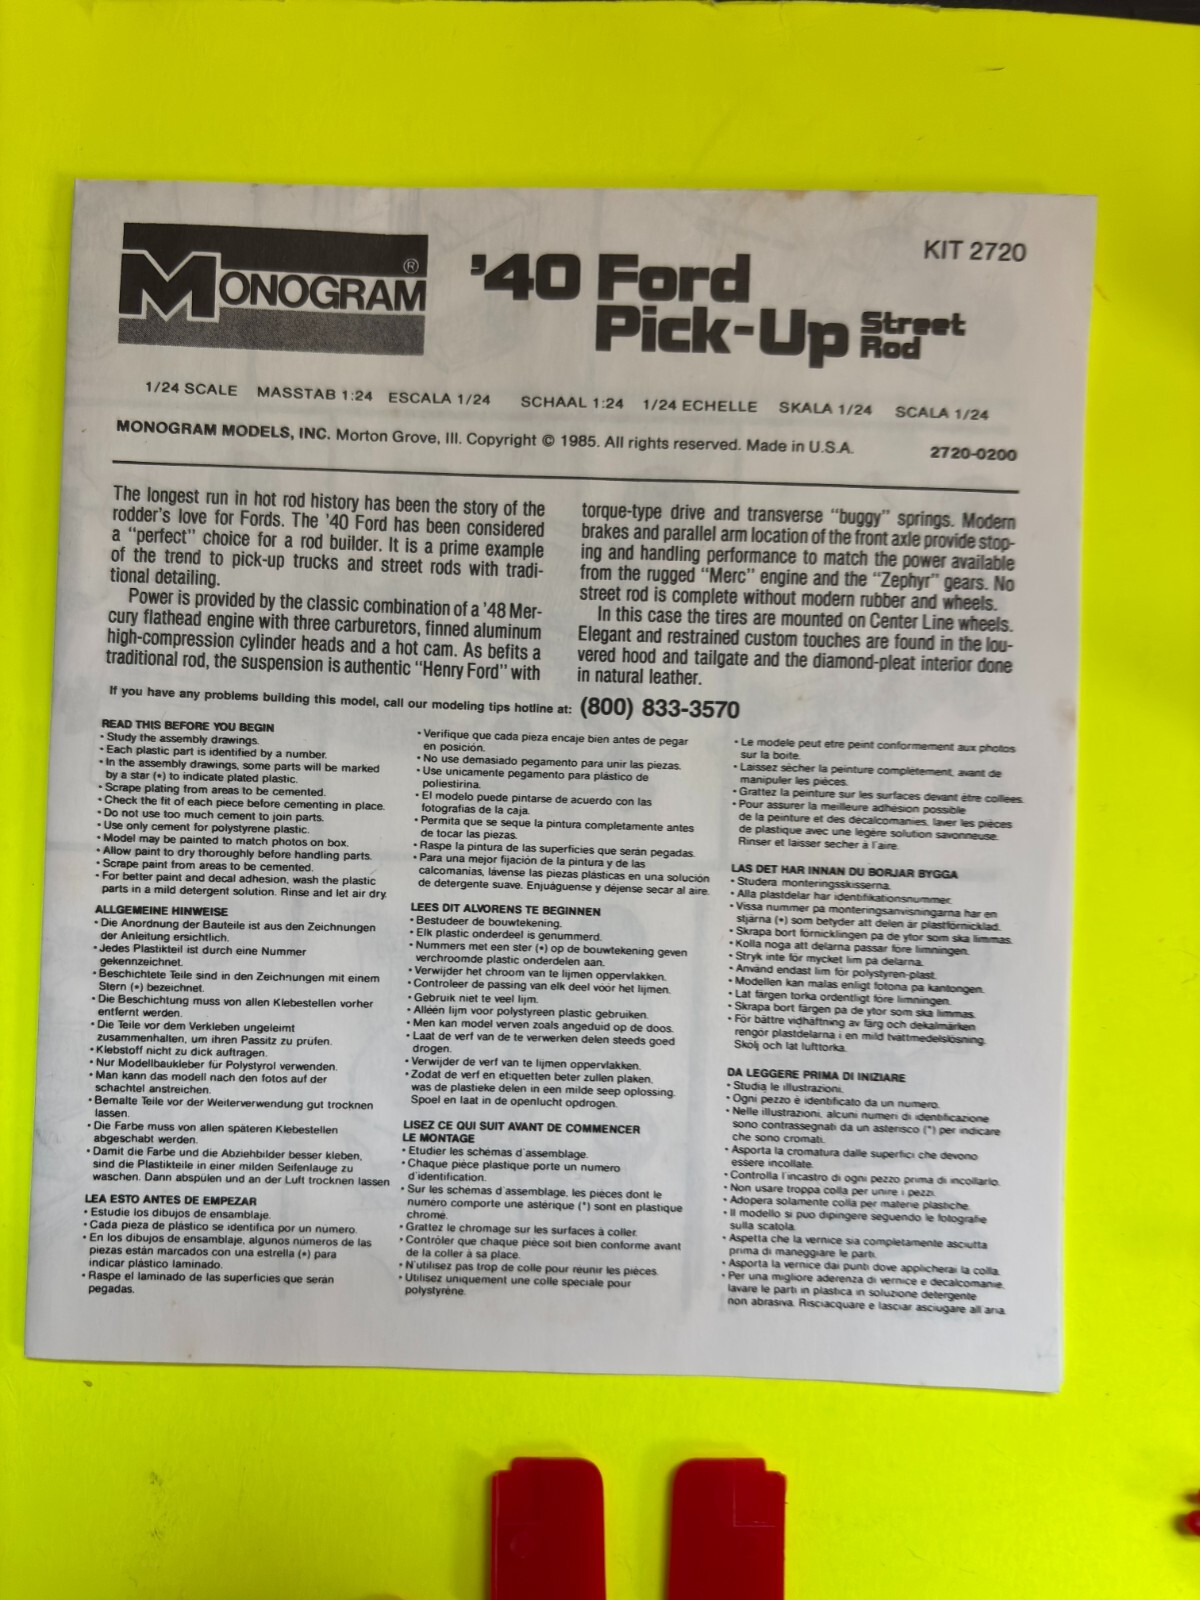 MONOGRAM®
'40 Ford
Pick-Up Street Rod
KIT 2720
1/24 SCALE MASSTAB 1:24 ESCALA 1/24 SCHAAL 1:24 1/24 ECHELLE SKALA 1/24 SCALA 1/24
MONOGRAM MODELS, INC. Morton Grove, Ill. Copyright © 1985. All rights reserved. Made in U.S.A. 2720-0200
The longest run in hot rod history has been the story of the
rodder's love for Fords. The '40 Ford has been considered
a "perfect" choice for a rod builder. It is a prime example
of the trend to pick-up trucks and street rods with tradi-
tional detailing.
Power is provided by the classic combination of a '48 Mer-
cury flathead engine with three carburetors, finned aluminum
high-compression cylinder heads and a hot cam. As befits a
traditional rod, the suspension is authentic "Henry Ford" with
torque-type drive and transverse "buggy" springs. Modern
brakes and parallel arm location of the front axle provide stop-
ing and handling performance to match the power available
from the rugged "Merc" engine and the "Zephyr" gears. No
street rod is complete without modern rubber and wheels.
In this case the tires are mounted on Center Line wheels.
Elegant and restrained custom touches are found in the lou-
vered hood and tailgate and the diamond-pleat interior done
in natural leather.
If you have any problems building this model, call our modeling tips hotline at: (800) 833-3570
READ THIS BEFORE YOU BEGIN
• Study the assembly drawings.
• Each plastic part is identified by a number.
• In the assembly drawings, some parts will be marked
by a star (*) to indicate plated plastic.
• Scrape plating from areas to be cemented.
• Check the fit of each piece before cementing in place.
• Do not use too much cement to join parts.
• Use only cement for polystyrene plastic.
• Model may be painted to match photos on box.
• Allow paint to dry thoroughly before handling parts.
• Scrape paint from areas to be cemented.
• For better paint and decal adhesion, wash the plastic
parts in a mild detergent solution. Rinse and let air dry.
ALLGEMEINE HINWEISE
• Die Anordnung der Bauteile ist aus den Zeichnungen
der Anleitung ersichtlich.
• Jedes Plastikteil ist durch eine Nummer
gekennzeichnet.
• Beschichtete Teile sind in den Zeichnungen mit einem
Stern (*) bezeichnet.
• Die Beschichtung muss von allen Klebestellen vorher
entfernt werden.
• Die Teile vor dem Verkleben ungeleimt
zusammenhalten, um ihren Passitz zu prüfen.
• Klebstoff nicht zu dick auftragen.
• Nur Modellbaukleber für Polystyrol verwenden.
• Man kann das modell nach den fotos auf der
schachtel anstreichen.
• Bemalte Teile vor der Weiterverwendung gut trocknen
lassen.
• Die Farbe muss von allen späteren Klebestellen
abgeschabt werden.
• Damit die Farbe und die Abziehbilder besser kleben,
sind die Plastikteile in einer milden Seifenlauge zu
waschen. Dann abspülen und an der Luft trocknen lassen
LEA ESTO ANTES DE EMPEZAR
• Estudie los dibujos de ensamblaje.
• Cada pieza de plástico se identifica por un número.
• En los dibujos de ensamblaje, algunos números de las
piezas están marcados con una estrella (*) para
indicar plástico laminado.
• Raspe el laminado de las superficies que serán
pegadas.
• Verifique que cada pieza encaje bien antes de pegar
en posición.
• No use demasiado pegamento para unir las piezas.
• Use unicamente pegamento para plástico de
poliestirina.
• El modelo puede pintarse de acuerdo con las
fotografías de la caja.
• Permita que se seque la pintura completamente antes
de tocar las piezas.
• Raspe la pintura de las superficies que serán pegadas.
• Para una mejor fijación de la pintura y de las
calcomanías, lávense las piezas plásticas en una solución
de detergente suave. Enjuáguense y déjense secar al aire.
LEES DIT ALVORENS TE BEGINNEN
• Bestudeer de bouwtekening.
• Elk plastic onderdeel is genummerd.
• Nummers met een ster (*) op de bouwtekening geven
verchroomde plastic onderdelen aan.
• Verwijder het chroom van te lijmen oppervlakken.
• Controleer de passing van elk deel vóór het lijmen.
• Gebruik niet te veel lijm.
• Alléén lijm voor polystyreen plastic gebruiken.
• Men kan model verven zoals angeduid op de doos.
• Laat de verf van de te verwerken delen steeds goed
drogen.
• Verwijder de verf van te lijmen oppervlakken.
• Zodat de verf en etiquetten beter zullen plaken,
was de plastieke delen in een milde seep oplossing.
Spoel en laat in de openlucht opdrogen.
LISEZ CE QUI SUIT AVANT DE COMMENCER
LE MONTAGE
• Etudier les schémas d'assemblage.
• Chaque pièce plastique porte un numero
d'identification.
• Sur les schémas d'assemblage, les pièces dont le
numero comporte une astérique (*) sont en plastique
chromé.
• Grattez le chromage sur les surfaces à coller.
• Contrôler que chaque pièce soit bien conforme avant
de la coller à sa place.
• N'utilisez pas trop de colle pour réunir les pièces.
• Utilisez uniquement une colle speciale pour
polystyrène.
• Le modele peut etre peint conformement aux photos
sur la boite.
• Laissez sécher la peinture complètement, avant de
manipuler les pièces.
• Grattez la peinture sur les surfaces devant être collées.
• Pour assurer la meilleure adhésion possible
de la peinture et des décalcomanies, laver les pièces
de plastique avec une légère solution savonneuse.
Rinser et laisser secher à l'aire.
LAS DET HAR INNAN DU BORJAR BYGGA
• Studera monteringsskisserna.
• Alla plastdelar har identifikationsnummer.
• Vissa nummer på monteringsanvisningarna har en
stjärna (*) som betyder att delen är plastförnicklad.
• Skrapa bort förnicklingen pa de ytor som ska limmas.
• Kolla noga att delarna passar före limningen.
• Stryk inte för mycket lim på delarna.
• Använd endast lim för polystyren-plast.
• Modellen kan malas enligt fotona pa kartongen.
• Lat färgen torka ordentligt före limningen.
• Skrapa bort färgen pa de ytor som ska limmas.
• För bättre vidhäftning av färg och dekalmärken
rengör plastdelarna i en mild tvattmedelslösning.
Skölj och lat lufttorka.
DA LEGGERE PRIMA DI INIZIARE
• Studia le illustrazioni.
• Ogni pezzo è identificato da un numero.
• Nelle illustrazioni, alcuni numeri di identificazione
sono contrassegnati da un asterisco (*) per indicare
che sono cromati.
• Asporta la cromatura dalle superfici che devono
essere incollate.
• Controlla l'incastro di ogni pezzo prima di incollarlo.
• Non usare troppa colla per unire i pezzi.
• Adopera solamente colla per materie plastiche.
• Il modello si puo dipingere seguendo le fotografie
sulla scatola.
• Aspetta che la vernice sia completamente asciutta
prima di maneggiare le parti.
• Asporta la vernice dai punti dove applicherai la colla.
• Per una migliore aderenza di vernice e decalcomanie,
lavare le parti in plastica in soluzione detergente
non abrasiva. Risciacquare e lasciar asciugare all'aria.